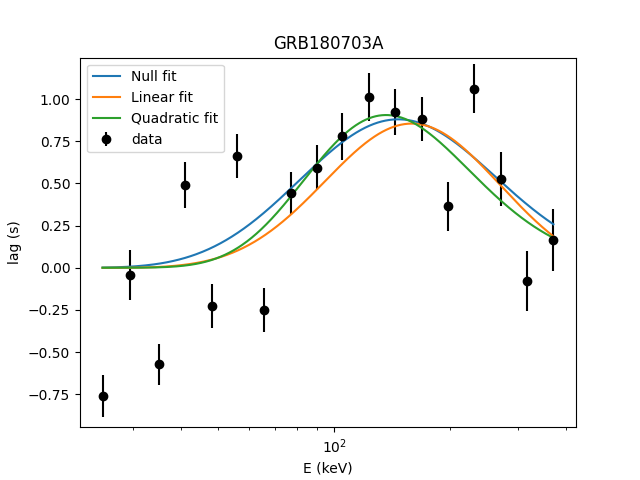 GRB180703A
Null fit
Linear fit
Quadratic fit
data
1.00
0.75
0.50
0.25
0.00
−0.25
−0.50
−0.75
lag (s)
10²
E (keV)